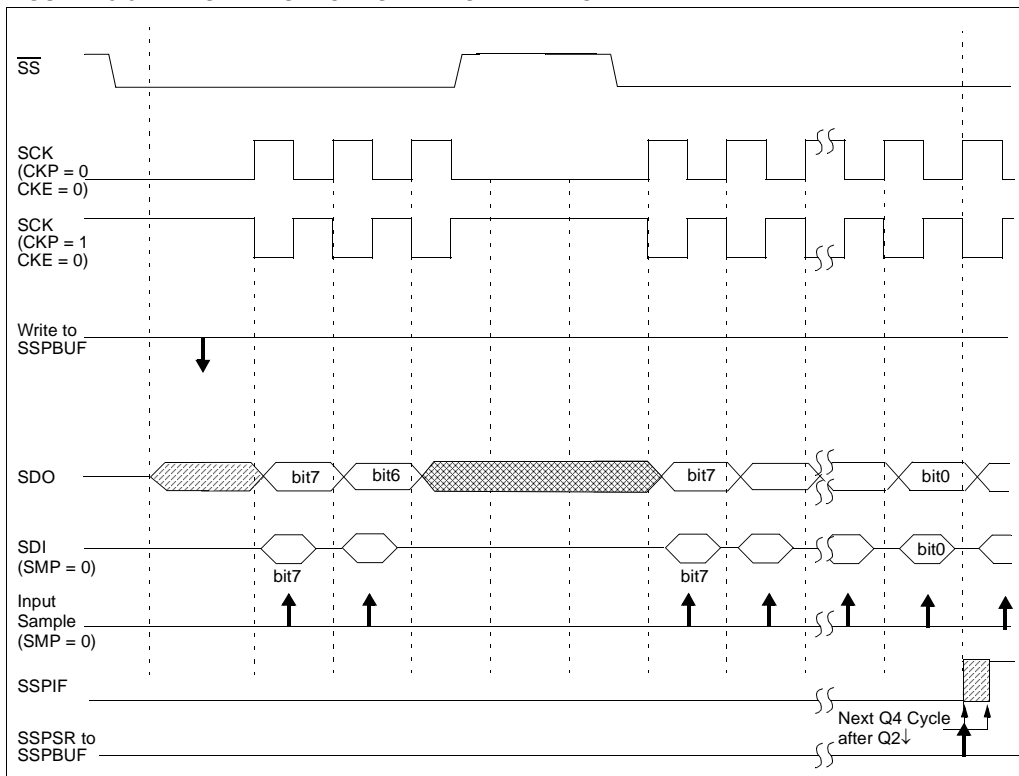 SS
SCK
(CKP = 0
CKE = 0)
SCK
(CKP = 1
CKE = 0)
Write to
SSPBUF
SDO
bit7
bit6
bit7
bit0
SDI
(SMP = 0)
bit7
bit7
bit0
Input
Sample
(SMP = 0)
SSPIF
Next Q4 Cycle
after Q2↓
SSPSR to
SSPBUF